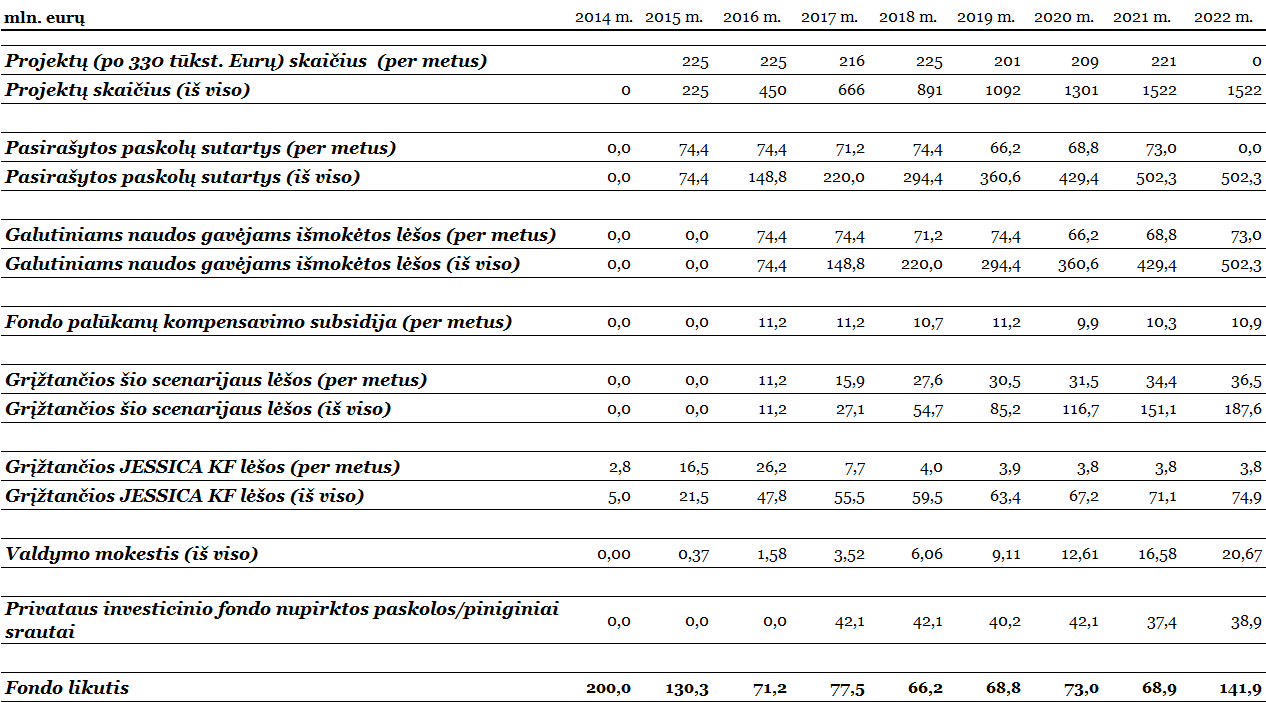 mln. eurų 2014 m. 2015 m. 2016 m. 2017 m. 2018 m. 2019 m. 2020 m. 2021 m. 2022 m.
Projektų (po 330 tūkst. Eurų) skaičius (per metus) 225 225 216 225 201 209 221 0
Projektų skaičius (iš viso) 0 225 450 666 891 1092 1301 1522 1522
Pasirašytos paskolų sutartys (per metus) 0,0 74,4 74,4 71,2 74,4 66,2 68,8 73,0 0,0
Pasirašytos paskolų sutartys (iš viso) 0,0 74,4 148,8 220,0 294,4 360,6 429,4 502,3 502,3
Galutiniams naudos gavėjams išmokėtos lėšos (per metus) 0,0 0,0 74,4 74,4 71,2 74,4 66,2 68,8 73,0
Galutiniams naudos gavėjams išmokėtos lėšos (iš viso) 0,0 0,0 74,4 148,8 220,0 294,4 360,6 429,4 502,3
Fondo palūkanų kompensavimo subsidija (per metus) 0,0 0,0 11,2 11,2 10,7 11,2 9,9 10,3 10,9
Grįžtančios šio scenarijaus lėšos (per metus) 0,0 0,0 11,2 15,9 27,6 30,5 31,5 34,4 36,5
Grįžtančios šio scenarijaus lėšos (iš viso) 0,0 0,0 11,2 27,1 54,7 85,2 116,7 151,1 187,6
Grįžtančios JESSICA KF lėšos (per metus) 2,8 16,5 26,2 7,7 4,0 3,9 3,8 3,8 3,8
Grįžtančios JESSICA KF lėšos (iš viso) 5,0 21,5 47,8 55,5 59,5 63,4 67,2 71,1 74,9
Valdymo mokestis (iš viso) 0,00 0,37 1,58 3,52 6,06 9,11 12,61 16,58 20,67
Privataus investicinio fondo nupirktos paskolos/piniginiai
srautai 0,0 0,0 0,0 42,1 42,1 40,2 42,1 37,4 38,9
Fondo likutis 200,0 130,3 71,2 77,5 66,2 68,8 73,0 68,9 141,9